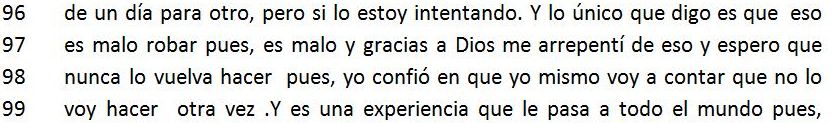 96 de un día para otro, pero si lo estoy intentando. Y lo único que digo es que eso
97 es malo robar pues, es malo y gracias a Dios me arrepentí de eso y espero que
98 nunca lo vuelva hacer pues, yo confió en que yo mismo voy a contar que no lo
99 voy hacer otra vez .Y es una experiencia que le pasa a todo el mundo pues,